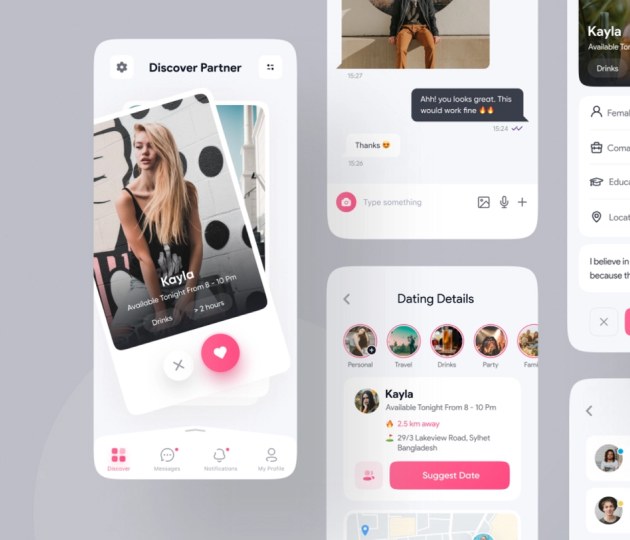 Discover Partner
Kayla
Available Tonight From 8 - 10 Pm
Drinks
> 2 hours
Discover
Messages
Notifications
My Profile
15:27
Ahh! you looks great. This
would work fine 🔥🔥
15:24
Thanks 😍
15:26
Type something
Dating Details
Personal
Travel
Drinks
Party
Kayla
Available Tonight From 8 - 10 Pm
🔥 2.5 km away
29/3 Lakeview Road, Sylhet
Bangladesh
Suggest Date
Kayla
Available Ton
Drinks
Femal
Coma
Educa
Locat
I believe in
because th